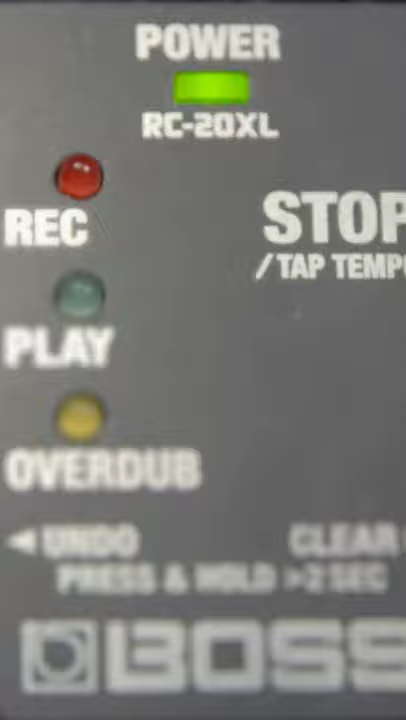 POWER
RC-20XL
REC
STOP
/TAP TEMPO
PLAY
OVERDUB
◄UNDO
CLEAR
PRESS & HOLD >2 SEC
BOSS